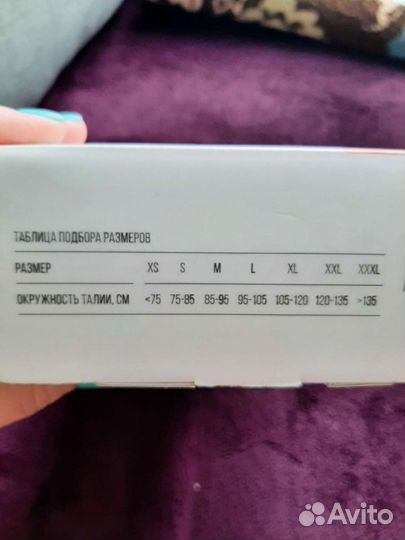 ТАБЛИЦА ПОДБОРА РАЗМЕРОВ
РАЗМЕР XS S M L XL XXL XXXL
ОКРУЖНОСТЬ ТАЛИИ, СМ <75 75-85 85-95 95-105 105-120 120-135 >135
Avito